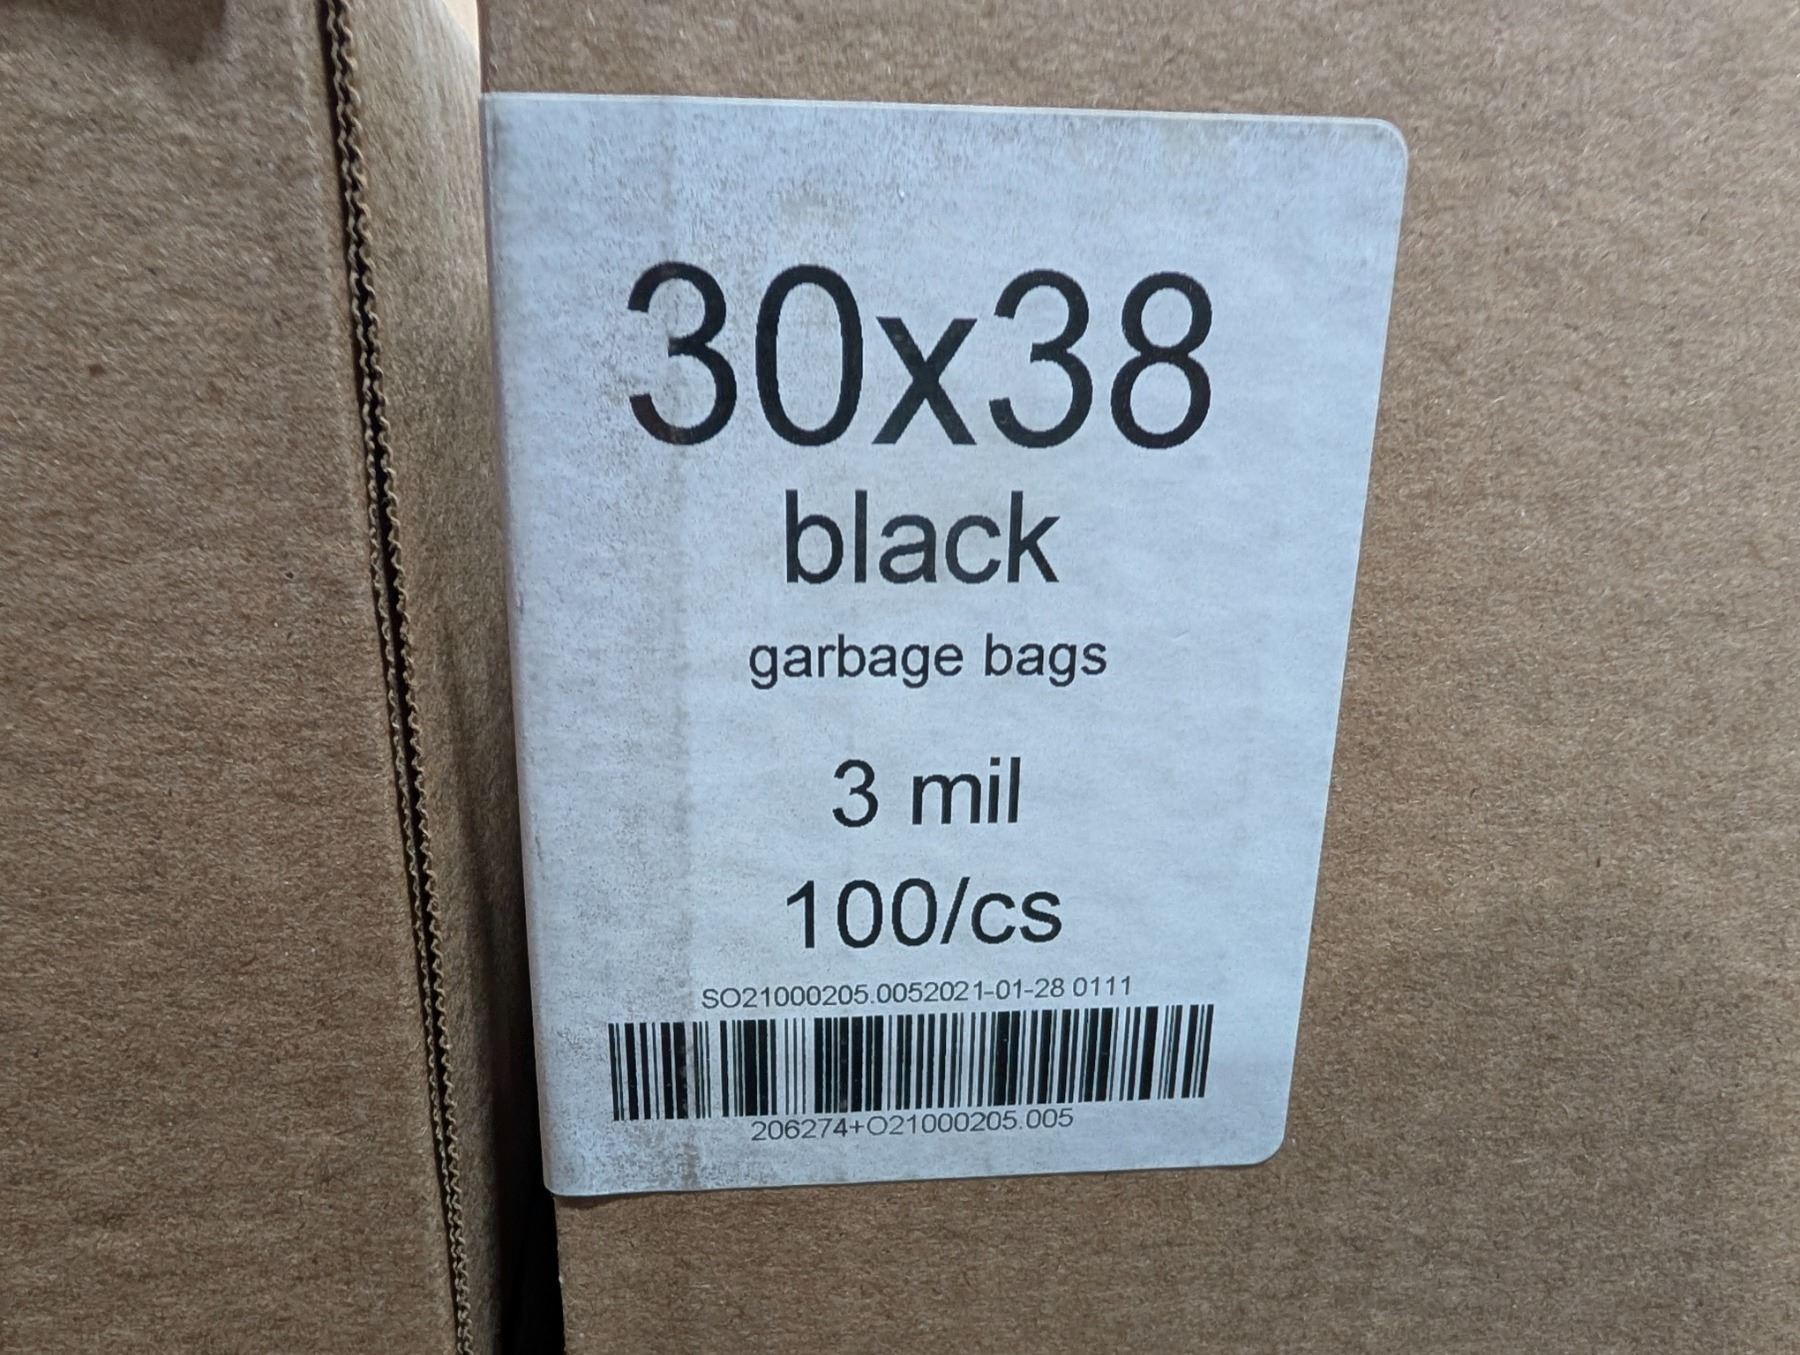 30x38
black
garbage bags
3 mil
100/cs
SO21000205.0052021-01-28 0111
206274+O21000205.005